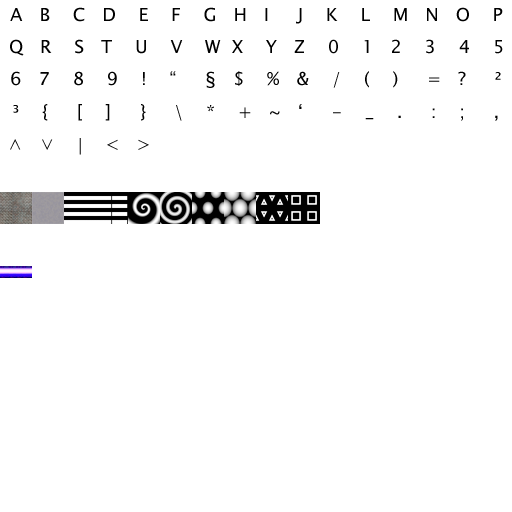 A B C D E F G H I J K L M N O P
Q R S T U V W X Y Z 0 1 2 3 4 5
6 7 8 9 ! “ § $ % & / ( ) = ? ²
³ { [ ] } \ * + ~ ‘ – _ . : ; ,
^ v | < >